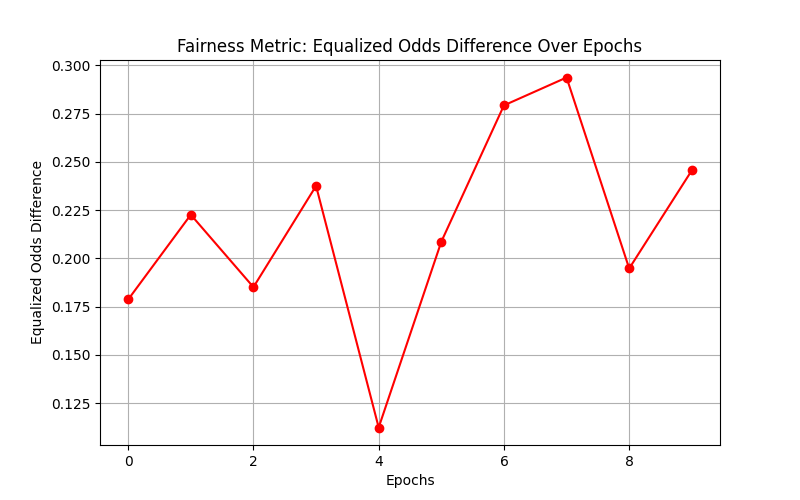 Fairness Metric: Equalized Odds Difference Over Epochs
0.300
0.275
0.250
0.225
0.200
0.175
0.150
0.125
Equalized Odds Difference
0 2 4 6 8
Epochs